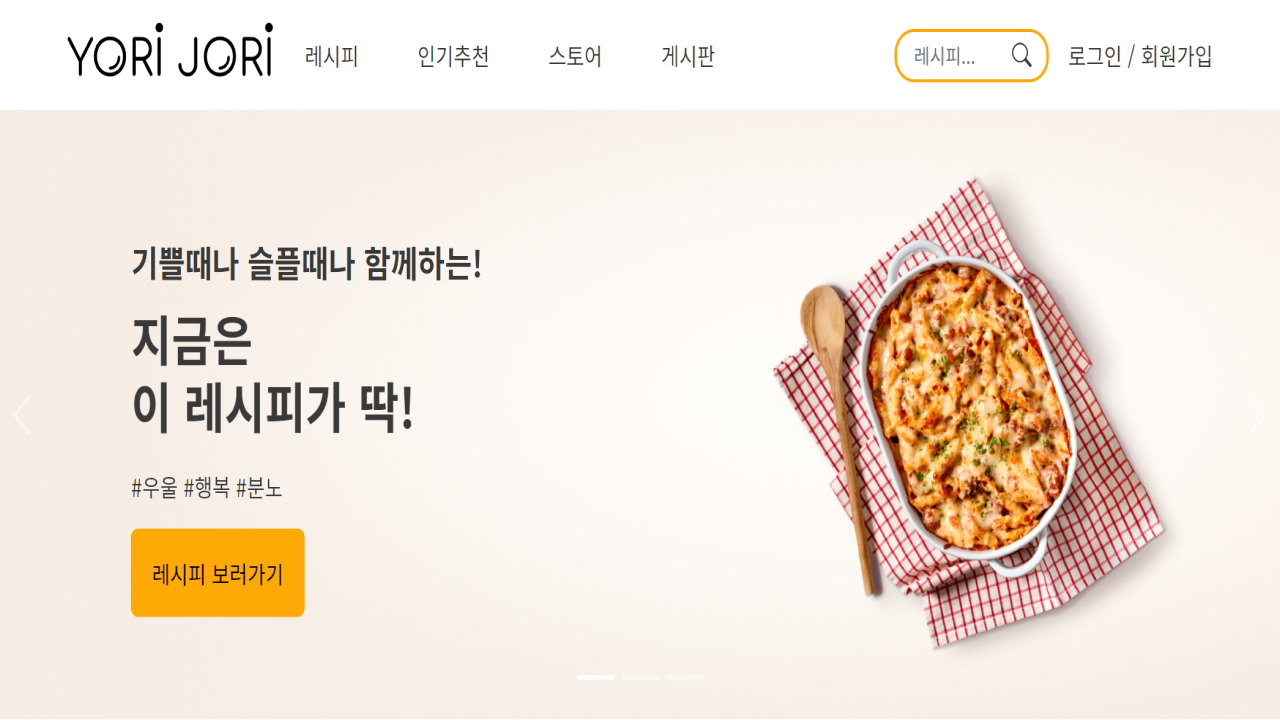 YORi JORi
레시피 인기추천 스토어 게시판
레시피...
로그인 / 회원가입
기쁠때나 슬플때나 함께하는!
지금은
이 레시피가 딱!
#우울 #행복 #분노
레시피 보러가기